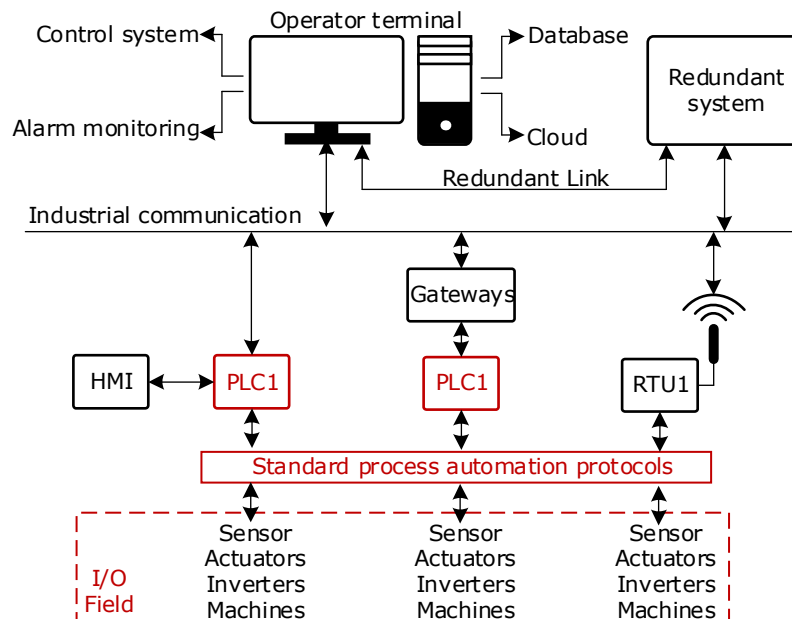 Operator terminal
Control system
Database
Redundant
system
Alarm monitoring
Cloud
Redundant Link
Industrial communication
Gateways
HMI
PLC1
PLC1
RTU1
Standard process automation protocols
I/O
Field
Sensor
Actuators
Inverters
Machines
Sensor
Actuators
Inverters
Machines
Sensor
Actuators
Inverters
Machines